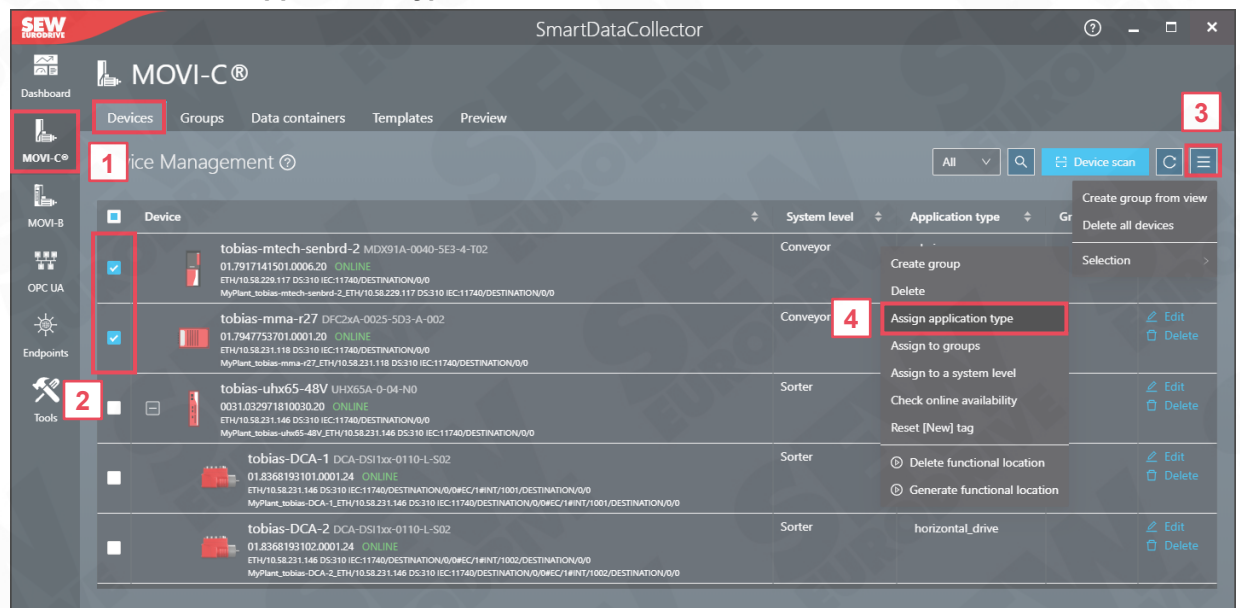 SEW
EURODRIVE
SmartDataCollector
Dashboard
MOVI-C®
MOVI-C®
Devices Groups Data containers Templates Preview
3
1
ice Management
All
Device scan
MOVI-B
OPC UA
Endpoints
Tools
2
Create group from view
Delete all devices
Selection
Device System level Application type Gr
tobias-mtech-senbrd-2 MDX91A-0040-5E3-4-T02
01.7917141501.0006.20 ONLINE
ETH/10.58.229.117 DS:310 IEC:11740/DESTINATION/0/0
MyPlant_tobias-mtech-senbrd-2_ETH/10.58.229.117 DS:310 IEC:11740/DESTINATION/0/0
Conveyor
tobias-mma-r27 DFC2xA-0025-5D3-A-002
01.7947753701.0001.20 ONLINE
ETH/10.58.231.118 DS:310 IEC:11740/DESTINATION/0/0
MyPlant_tobias-mma-r27_ETH/10.58.231.118 DS:310 IEC:11740/DESTINATION/0/0
Conveyor
Edit
Delete
tobias-uhx65-48V UHX65A-0-04-N0
0031.032971810030.20 ONLINE
ETH/10.58.231.146 DS:310 IEC:11740/DESTINATION/0/0
MyPlant_tobias-uhx65-48V_ETH/10.58.231.146 DS:310 IEC:11740/DESTINATION/0/0
Sorter
Edit
Delete
tobias-DCA-1 DCA-DSI1xx-0110-L-S02
01.8368193101.0001.24 ONLINE
ETH/10.58.231.146 DS:310 IEC:11740/DESTINATION/0/0#EC/1#INT/1001/DESTINATION/0/0
MyPlant_tobias-DCA-1_ETH/10.58.231.146 DS:310 IEC:11740/DESTINATION/0/0#EC/1#INT/1001/DESTINATION/0/0
Sorter
Edit
Delete
tobias-DCA-2 DCA-DSI1xx-0110-L-S02
01.8368193102.0001.24 ONLINE
ETH/10.58.231.146 DS:310 IEC:11740/DESTINATION/0/0#EC/1#INT/1002/DESTINATION/0/0
MyPlant_tobias-DCA-2_ETH/10.58.231.146 DS:310 IEC:11740/DESTINATION/0/0#EC/1#INT/1002/DESTINATION/0/0
Sorter
horizontal_drive
Edit
Delete
Create group
Delete
4
Assign application type
Assign to groups
Assign to a system level
Check online availability
Reset [New] tag
Delete functional location
Generate functional location